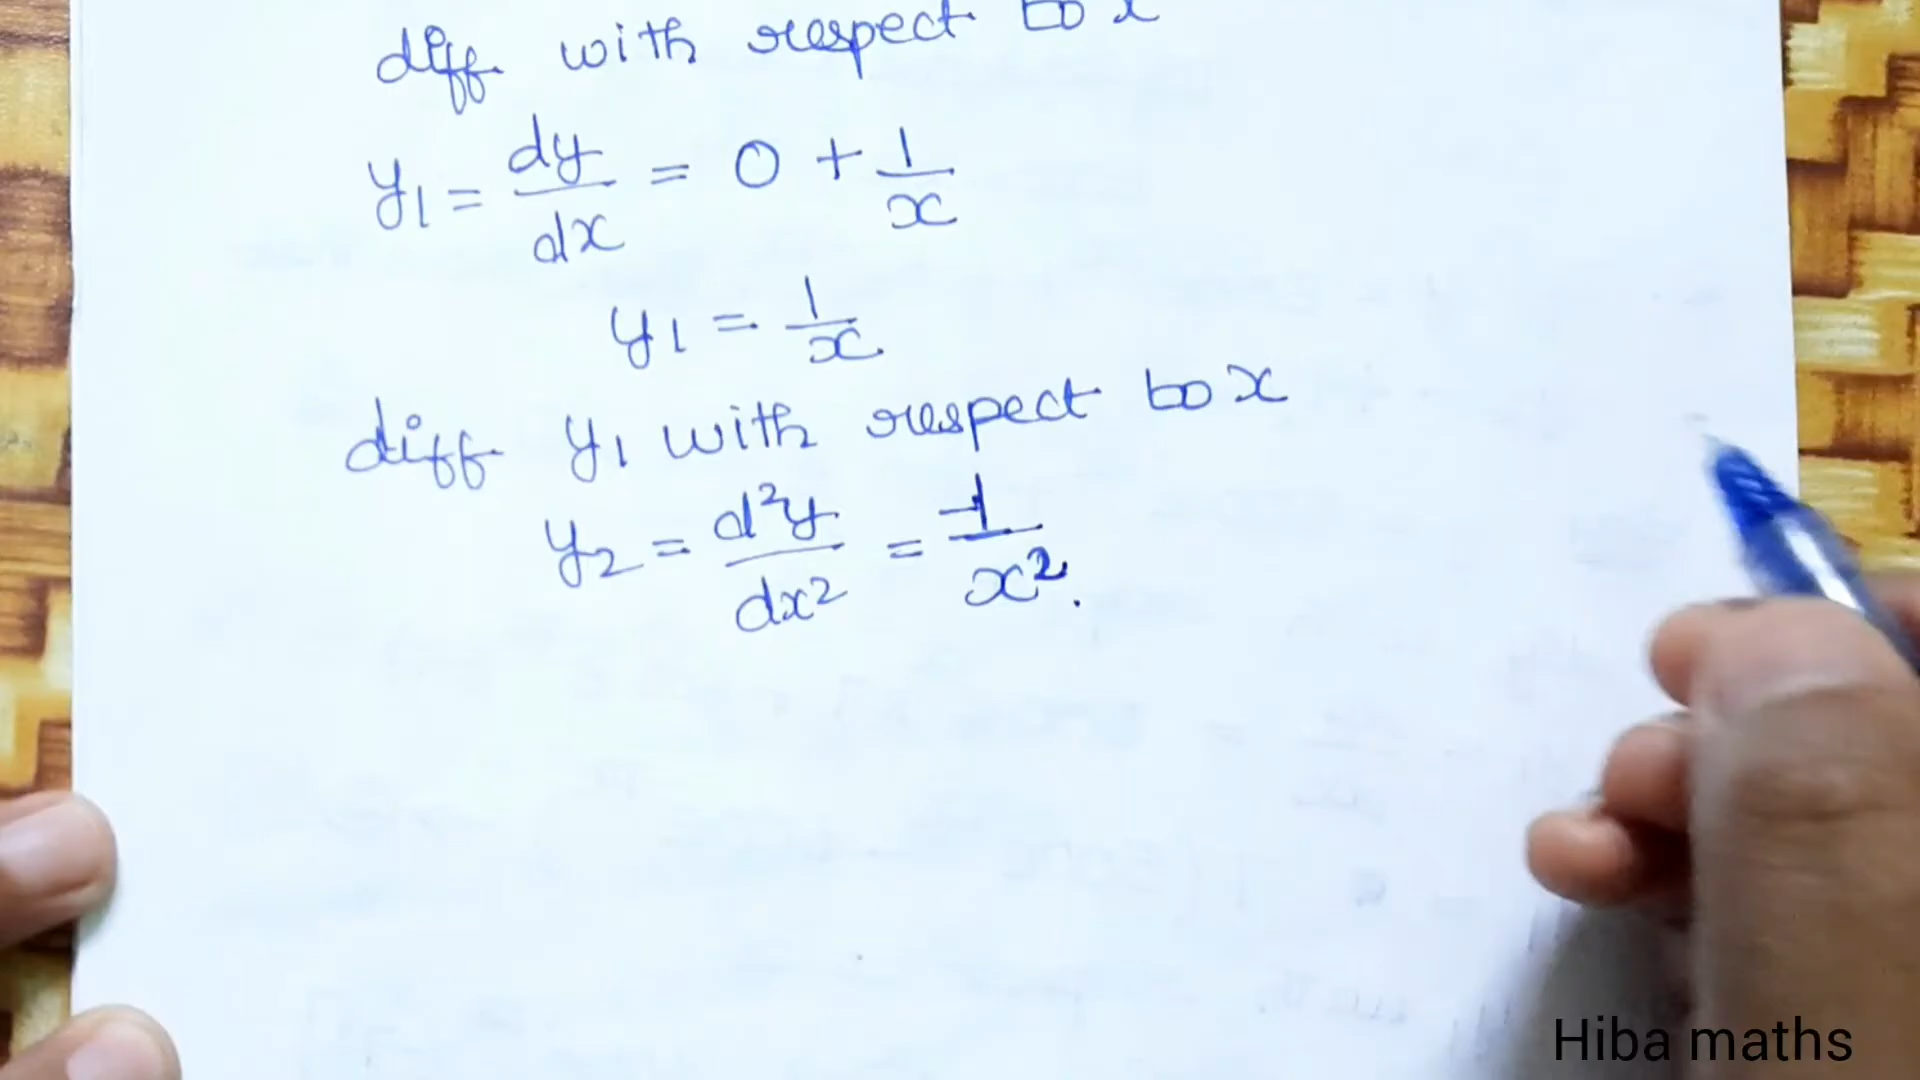 diff with respect to x
y₁ = dy/dx = 0 + 1/x
y₁ = 1/x
diff y₁ with respect to x
y₂ = d²y/dx² = -1/x².
Hiba maths